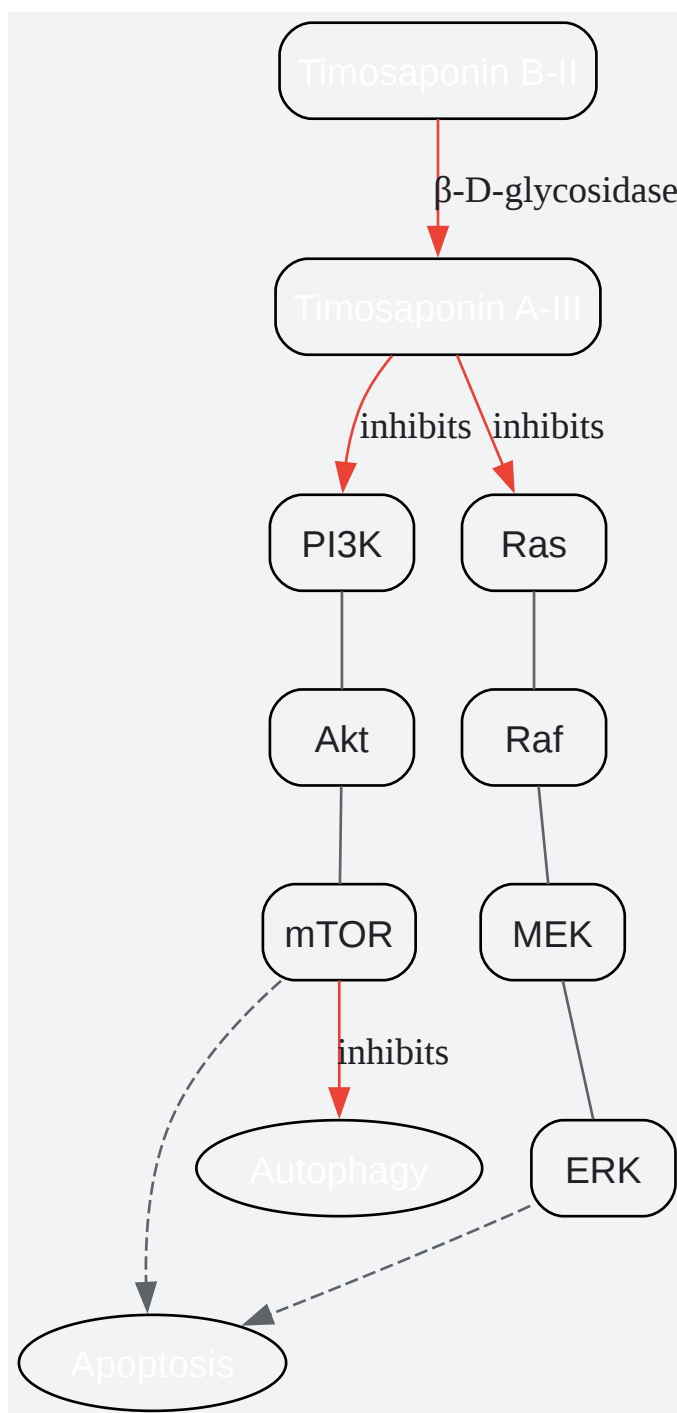 Timosaponin B-II
β-D-glycosidase
Timosaponin A-III
inhibits
inhibits
PI3K
Ras
Akt
Raf
mTOR
MEK
inhibits
Autophagy
ERK
Apoptosis